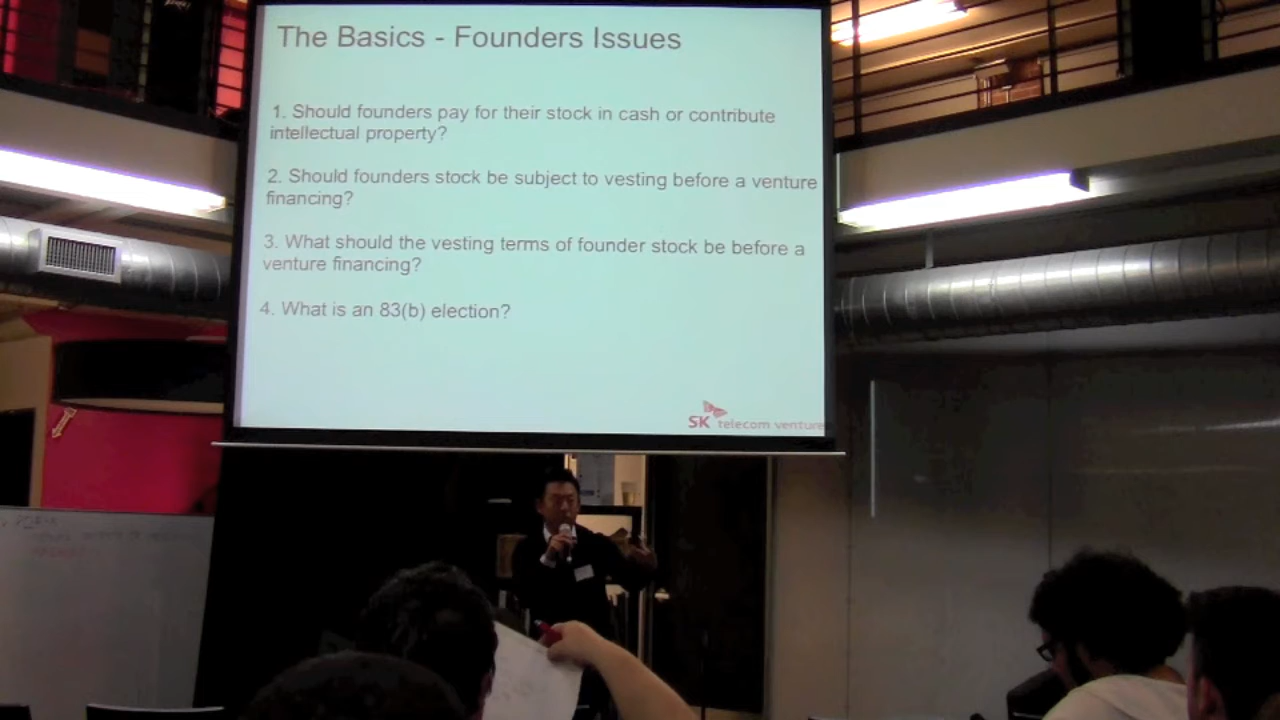 The Basics - Founders Issues
1. Should founders pay for their stock in cash or contribute
intellectual property?
2. Should founders stock be subject to vesting before a venture
financing?
3. What should the vesting terms of founder stock be before a
venture financing?
4. What is an 83(b) election?
SK telecom venture